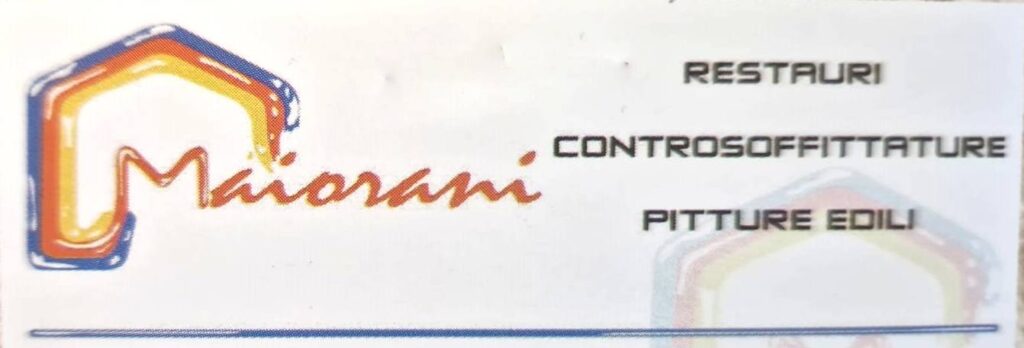 Maiorani
RESTAURI
CONTROSOFFITTATURE
PITTURE EDILI